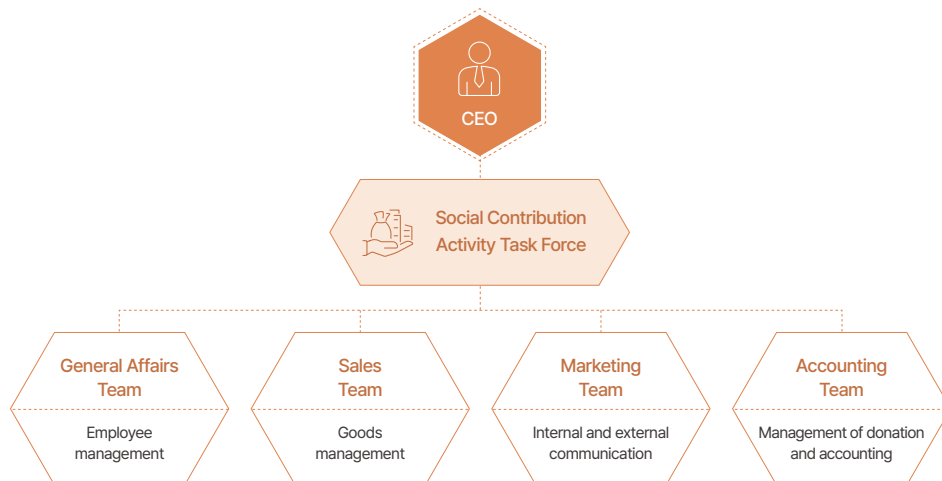 CEO
Social Contribution
Activity Task Force
General Affairs
Team
Employee
management
Sales
Team
Goods
management
Marketing
Team
Internal and external
communication
Accounting
Team
Management of donation
and accounting